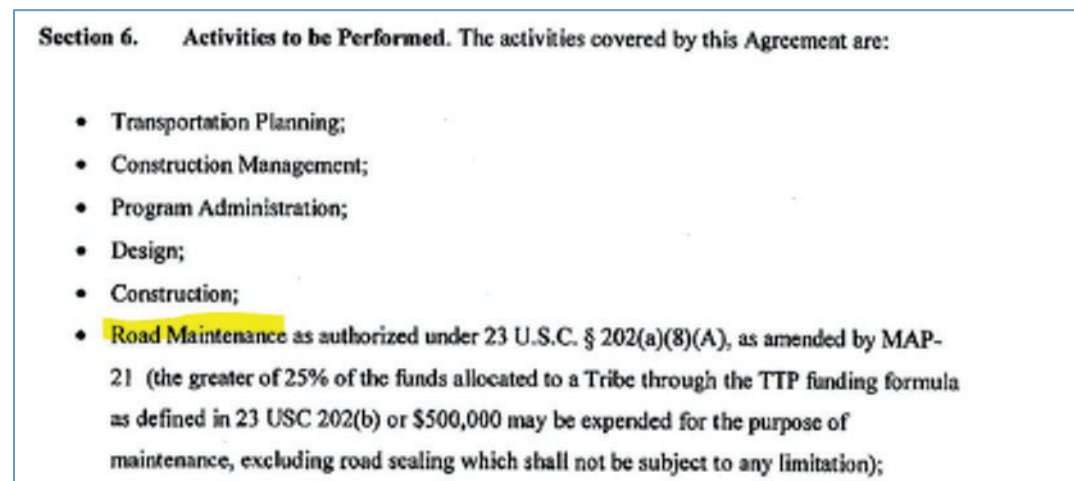 Section 6. Activities to be Performed. The activities covered by this Agreement are:
• Transportation Planning;
• Construction Management;
• Program Administration;
• Design;
• Construction;
• Road Maintenance as authorized under 23 U.S.C. § 202(a)(8)(A), as amended by MAP-
21 (the greater of 25% of the funds allocated to a Tribe through the TTP funding formula
as defined in 23 USC 202(b) or $500,000 may be expended for the purpose of
maintenance, excluding road sealing which shall not be subject to any limitation);